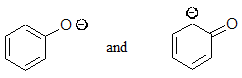 O ⊖ and ⊖ O